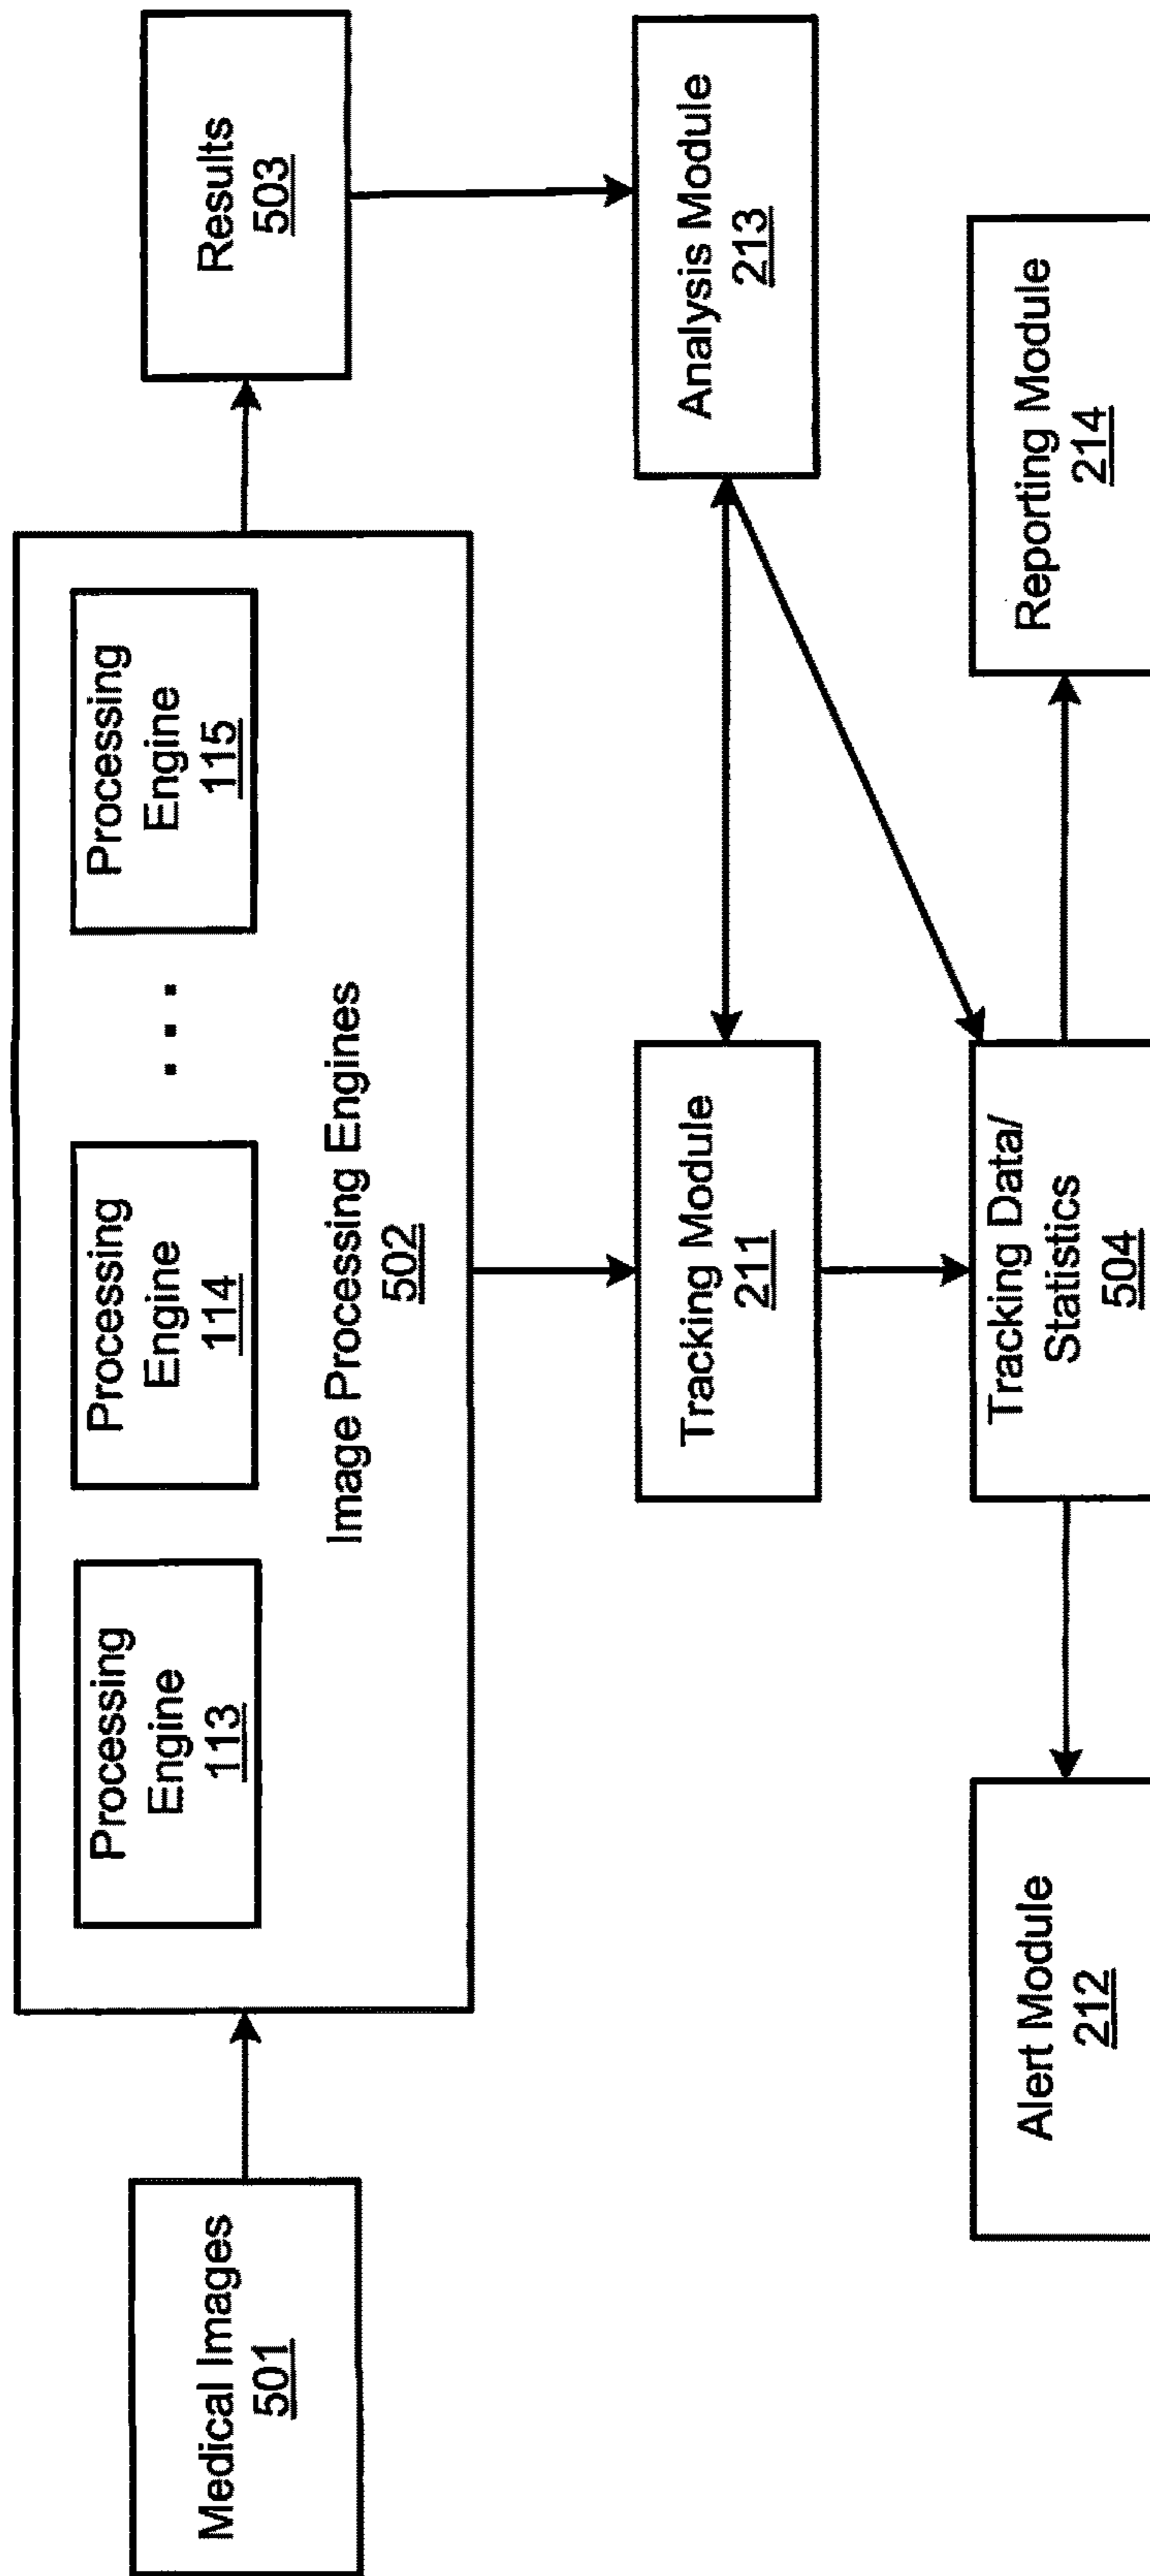 Medical Images
501
Processing
Engine
113
Processing
Engine
114
. . .
Processing
Engine
115
Image Processing Engines
502
Results
503
Tracking Module
211
Analysis Module
213
Alert Module
212
Tracking Data/
Statistics
504
Reporting Module
214